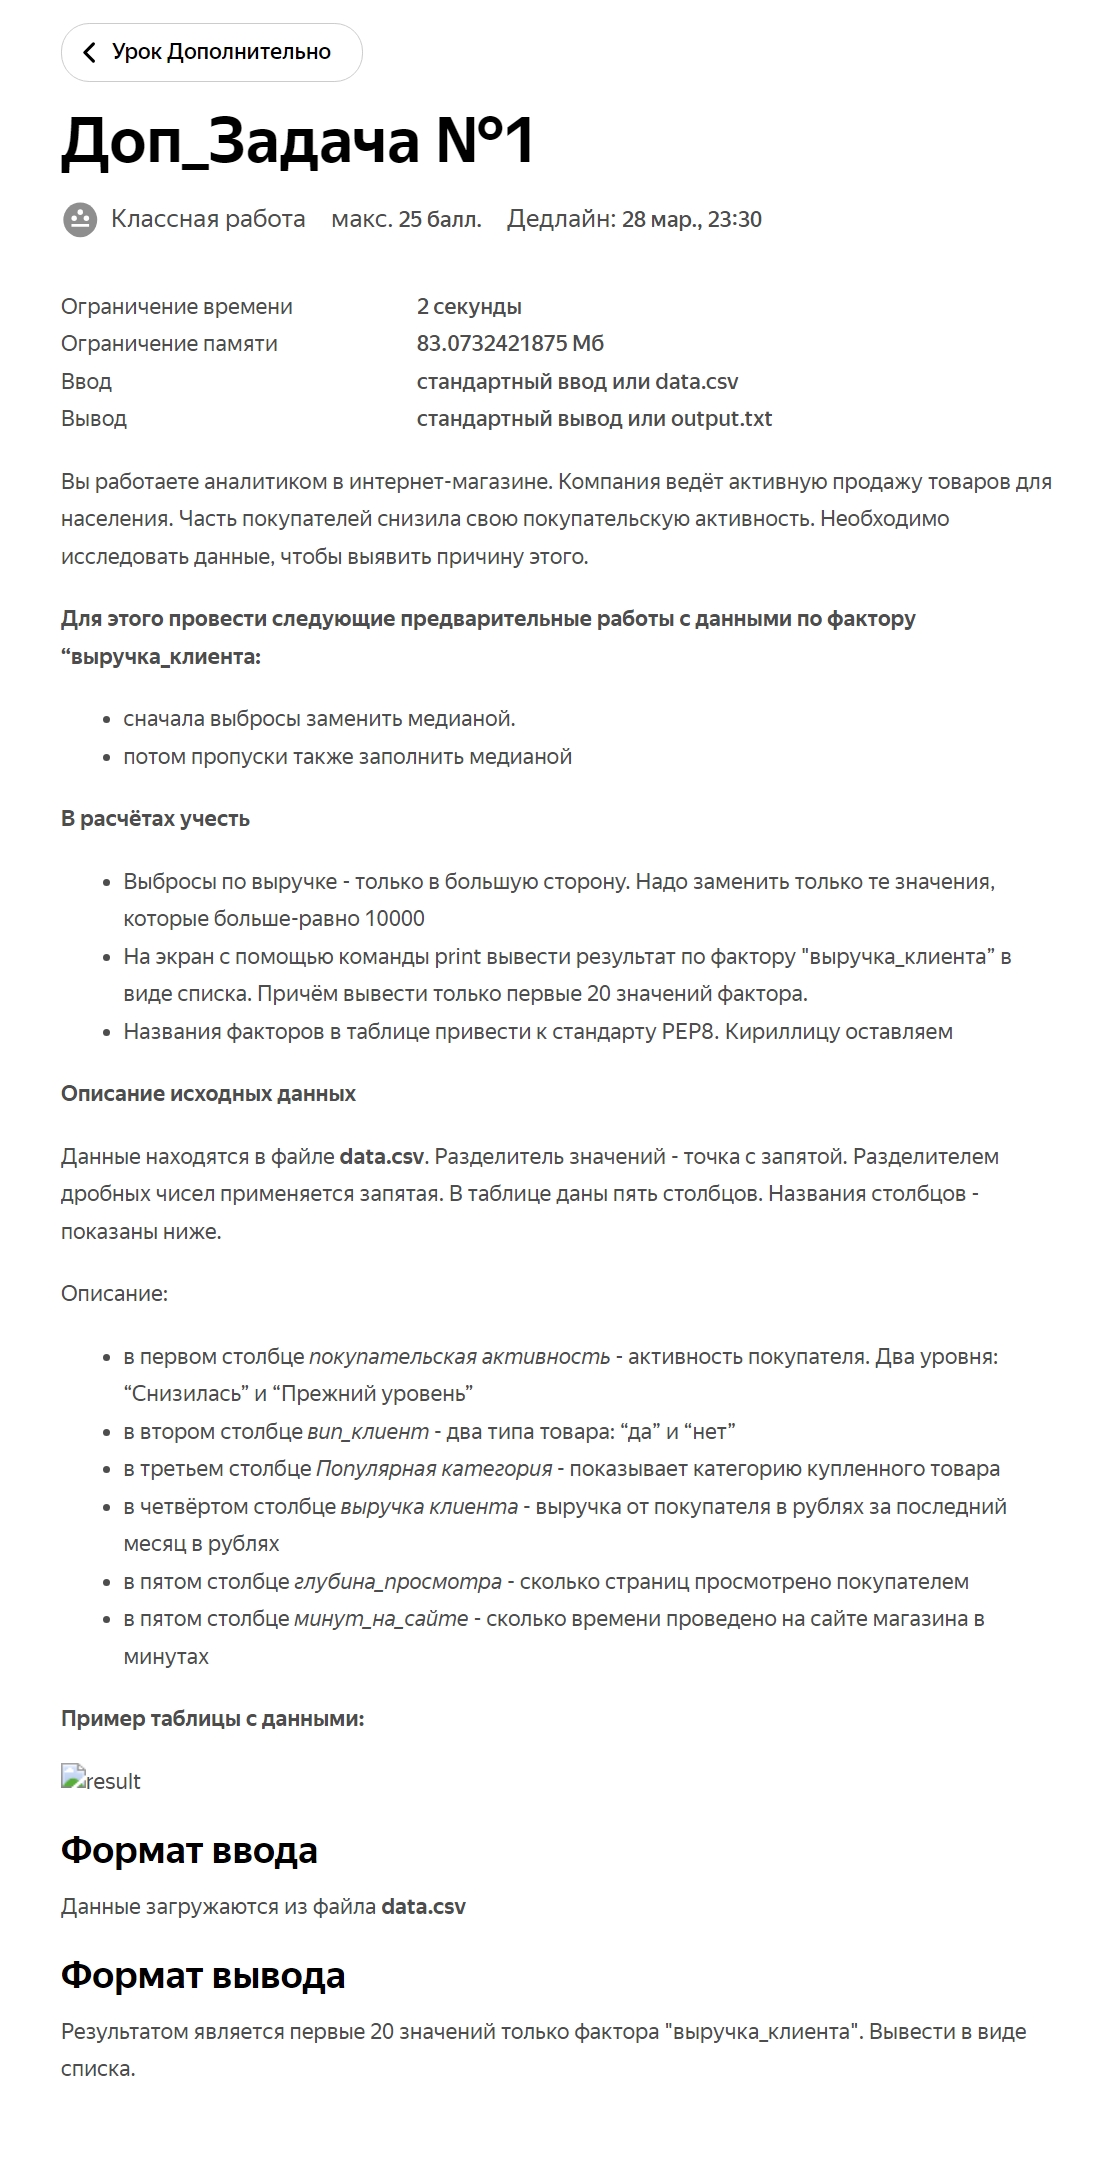 Урок Дополнительно
Доп_Задача №1
Классная работа макс. 25 балл. Дедлайн: 28 мар., 23:30
Ограничение времени 2 секунды
Ограничение памяти 83.0732421875 Мб
Ввод стандартный ввод или data.csv
Вывод стандартный вывод или output.txt
Вы работаете аналитиком в интернет-магазине. Компания ведёт активную продажу товаров для
населения. Часть покупателей снизила свою покупательскую активность. Необходимо
исследовать данные, чтобы выявить причину этого.
Для этого провести следующие предварительные работы с данными по фактору
“выручка_клиента:
• сначала выбросы заменить медианой.
• потом пропуски также заполнить медианой
В расчётах учесть
• Выбросы по выручке - только в большую сторону. Надо заменить только те значения,
которые больше-равно 10000
• На экран с помощью команды print вывести результат по фактору "выручка_клиента” в
виде списка. Причём вывести только первые 20 значений фактора.
• Названия факторов в таблице привести к стандарту PEP8. Кириллицу оставляем
Описание исходных данных
Данные находятся в файле data.csv. Разделитель значений - точка с запятой. Разделителем
дробных чисел применяется запятая. В таблице даны пять столбцов. Названия столбцов -
показаны ниже.
Описание:
• в первом столбце покупательская активность - активность покупателя. Два уровня:
“Снизилась” и “Прежний уровень”
• в втором столбце вип_клиент - два типа товара: “да” и “нет”
• в третьем столбце Популярная категория - показывает категорию купленного товара
• в четвёртом столбце выручка клиента - выручка от покупателя в рублях за последний
месяц в рублях
• в пятом столбце глубина_просмотра - сколько страниц просмотрено покупателем
• в пятом столбце минут_на_сайте - сколько времени проведено на сайте магазина в
минутах
Пример таблицы с данными:
result
Формат ввода
Данные загружаются из файла data.csv
Формат вывода
Результатом является первые 20 значений только фактора "выручка_клиента". Вывести в виде
списка.